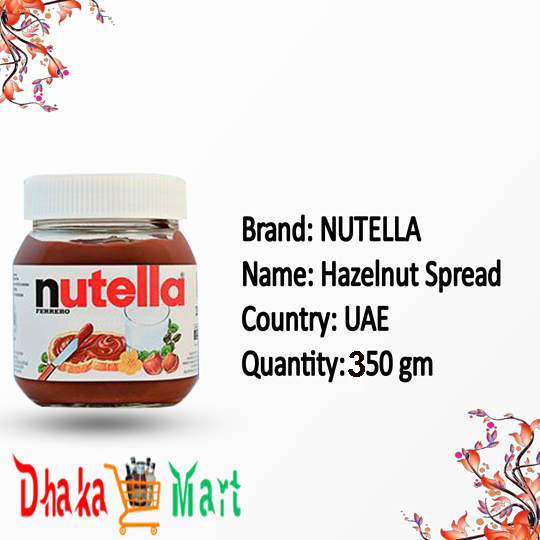 Brand: NUTELLA
Name: Hazelnut Spread
Country: UAE
Quantity:350 gm
nutella
FERRERO
Dhaka Mart